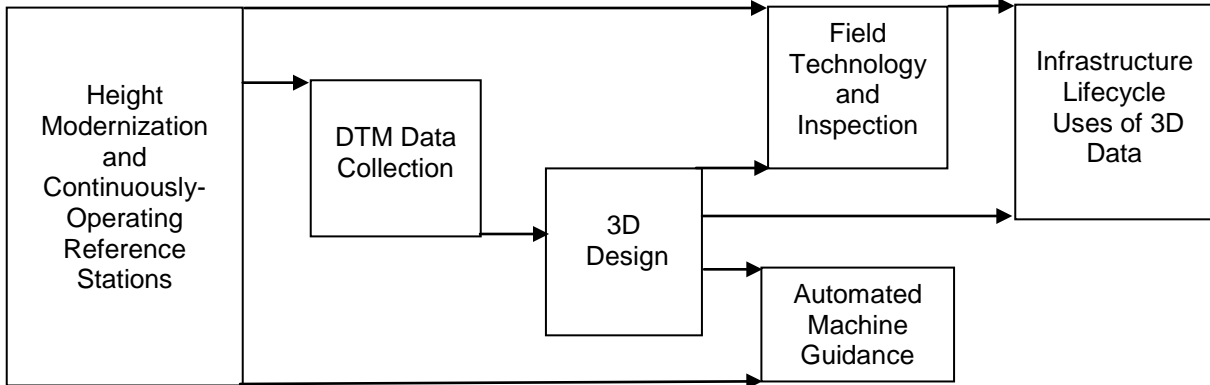 Height
Modernization
and
Continuously-
Operating
Reference
Stations
DTM Data
Collection
3D
Design
Field
Technology
and
Inspection
Automated
Machine
Guidance
Infrastructure
Lifecycle
Uses of 3D
Data